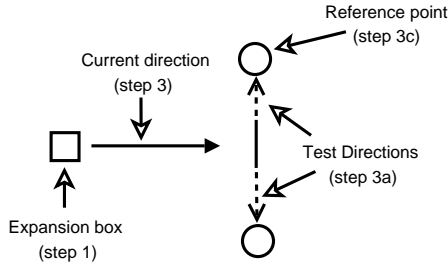 Reference point
(step 3c)
Current direction
(step 3)
Test Directions
(step 3a)
Expansion box
(step 1)